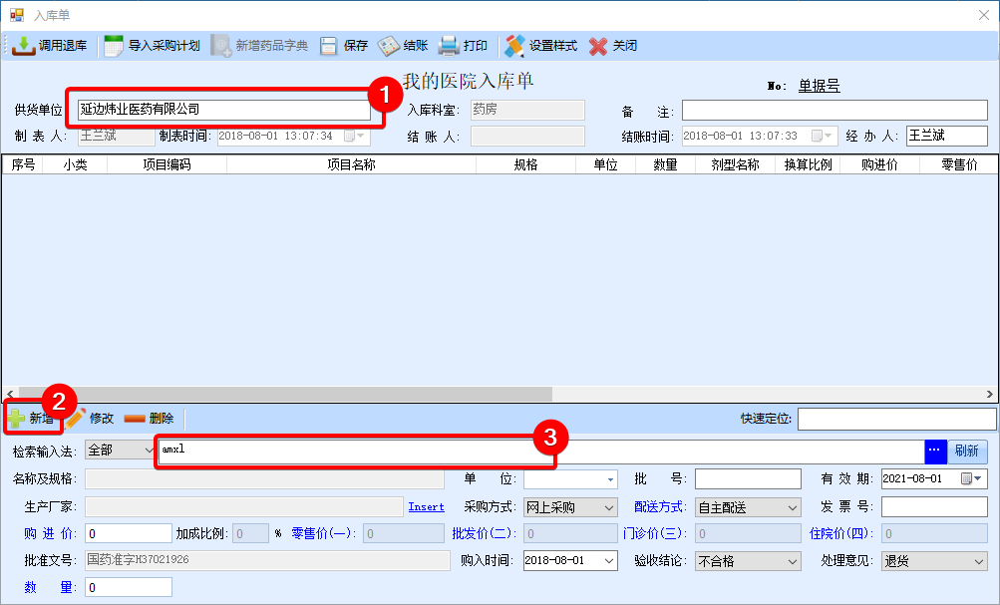 入库单
调用退库 导入采购计划 新增药品字典 保存 结账 打印 设置样式 关闭
我的医院入库单 No: 单据号
供货单位 延边炜业医药有限公司 1 入库科室: 药房 备 注:
制 表 人: 王兰斌 制表时间: 2018-08-01 13:07:34 结 账 人: 结账时间: 2018-08-01 13:07:33 经 办 人: 王兰斌
序号 小类 项目编码 项目名称 规格 单位 数量 剂型名称 换算比例 购进价 零售价
2
新增 修改 删除 快速定位:
3
检索输入法: 全部 amxl ... 刷新
名称及规格: 单 位: 批 号: 有 效 期: 2021-08-01
生产厂家: Insert 采购方式: 网上采购 配送方式: 自主配送 发 票 号:
购 进 价: 0 加成比例: 0 % 零售价(一): 0 批发价(二): 0 门诊价(三): 0 住院价(四): 0
批准文号: 国药准字H37021926 购入时间: 2018-08-01 验收结论: 不合格 处理意见: 退货
数 量: 0